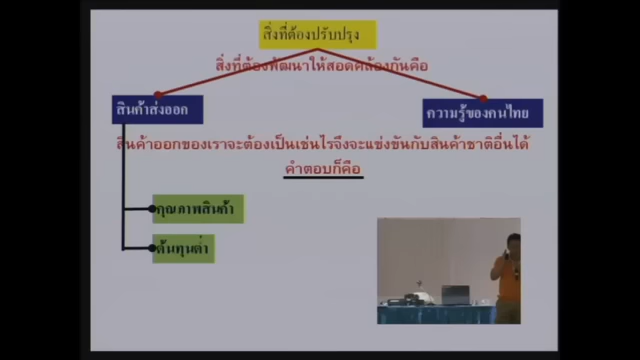 สิ่งที่ต้องปรับปรุง
สิ่งที่ต้องพัฒนาให้สอดคล้องกันคือ
สินค้าส่งออก
ความรู้ของคนไทย
สินค้าออกของเราจะต้องเป็นเช่นไรจึงจะแข่งขันกับสินค้าชาติอื่นได้
คำตอบก็คือ
คุณภาพสินค้า
ต้นทุนต่ำ